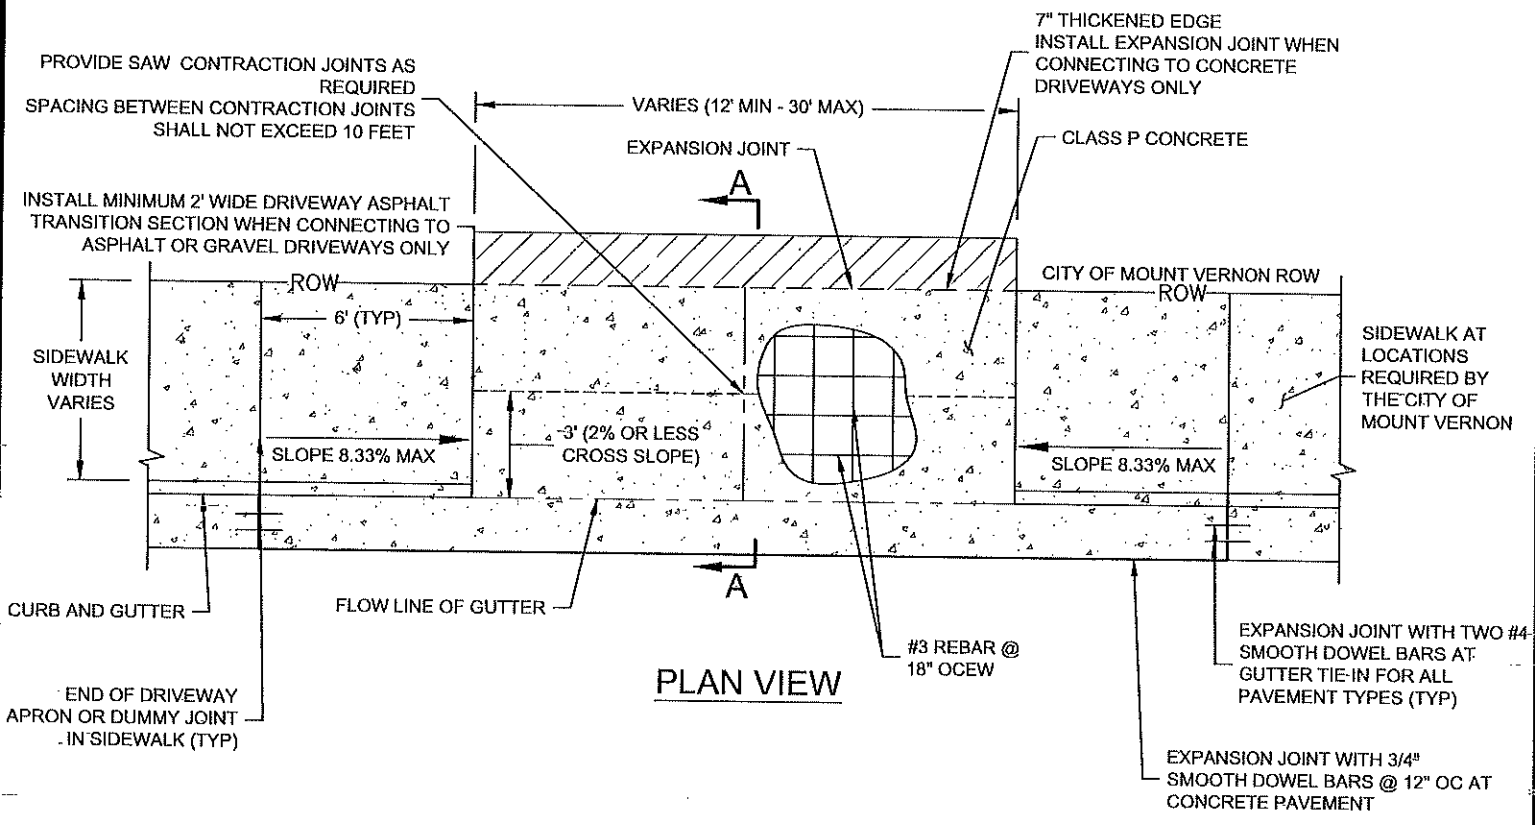 7" THICKENED EDGE
INSTALL EXPANSION JOINT WHEN
CONNECTING TO CONCRETE
DRIVEWAYS ONLY
PROVIDE SAW CONTRACTION JOINTS AS
REQUIRED
SPACING BETWEEN CONTRACTION JOINTS
SHALL NOT EXCEED 10 FEET
VARIES (12' MIN - 30' MAX)
CLASS P CONCRETE
EXPANSION JOINT
A
INSTALL MINIMUM 2' WIDE DRIVEWAY ASPHALT
TRANSITION SECTION WHEN CONNECTING TO
ASPHALT OR GRAVEL DRIVEWAYS ONLY
ROW
CITY OF MOUNT VERNON ROW
ROW
6' (TYP)
SIDEWALK
WIDTH
VARIES
SIDEWALK AT
LOCATIONS
REQUIRED BY
THE CITY OF
MOUNT VERNON
3' (2% OR LESS
CROSS SLOPE)
SLOPE 8.33% MAX
SLOPE 8.33% MAX
A
CURB AND GUTTER
FLOW LINE OF GUTTER
#3 REBAR @
18" OCEW
EXPANSION JOINT WITH TWO #4
SMOOTH DOWEL BARS AT
GUTTER TIE-IN FOR ALL
PAVEMENT TYPES (TYP)
PLAN VIEW
END OF DRIVEWAY
APRON OR DUMMY JOINT
IN SIDEWALK (TYP)
EXPANSION JOINT WITH 3/4"
SMOOTH DOWEL BARS @ 12" OC AT
CONCRETE PAVEMENT